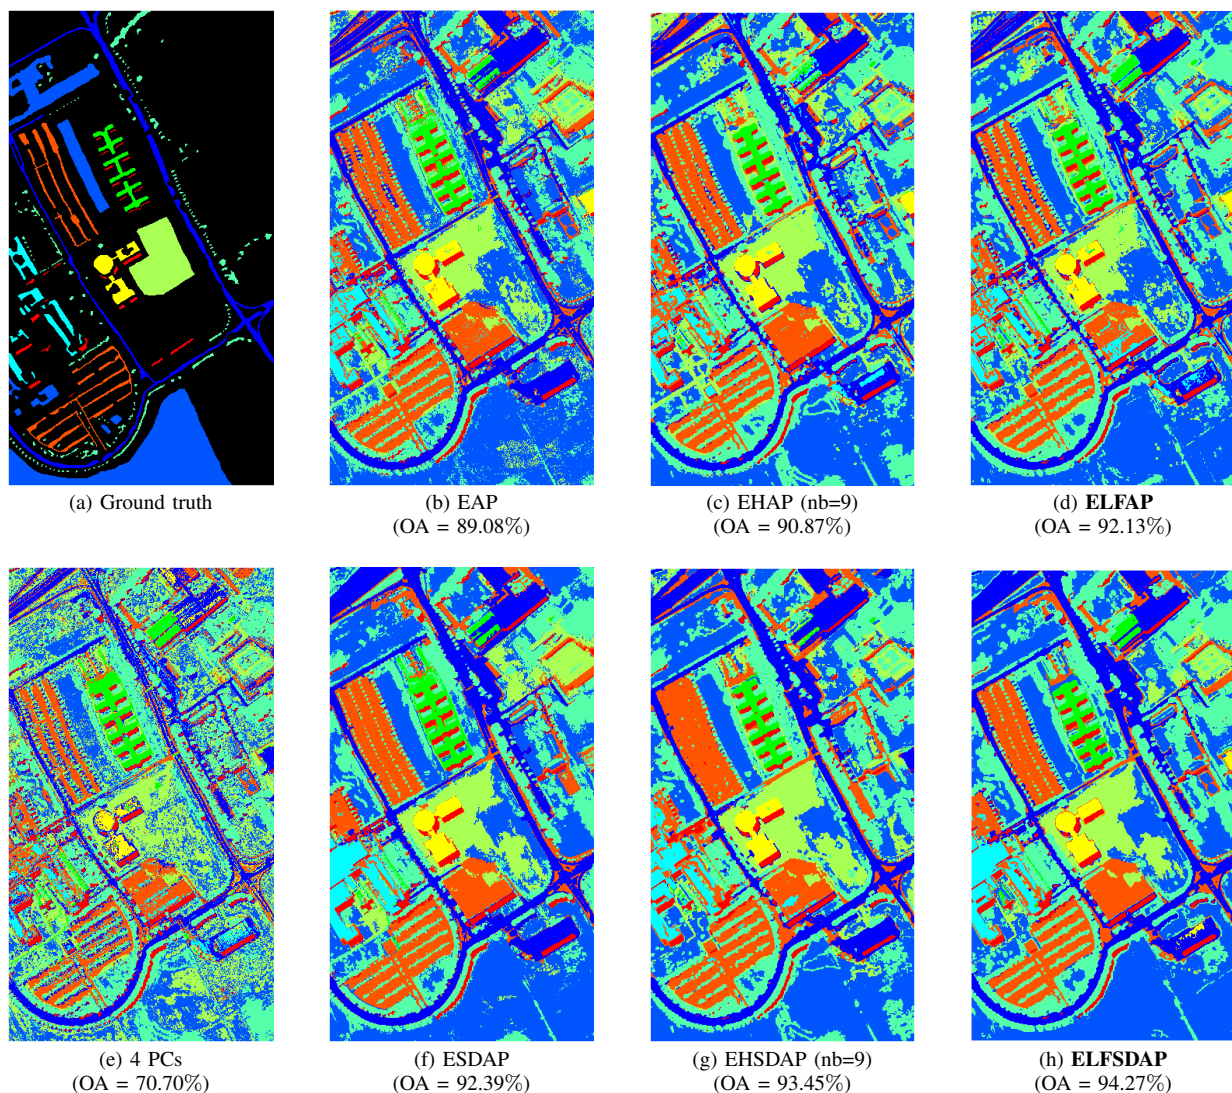 (a) Ground truth
(b) EAP
(OA = 89.08%)
(c) EHAP (nb=9)
(OA = 90.87%)
(d) ELFAP
(OA = 92.13%)
(e) 4 PCs
(OA = 70.70%)
(f) ESDAP
(OA = 92.39%)
(g) EHSDAP (nb=9)
(OA = 93.45%)
(h) ELFSDAP
(OA = 94.27%)